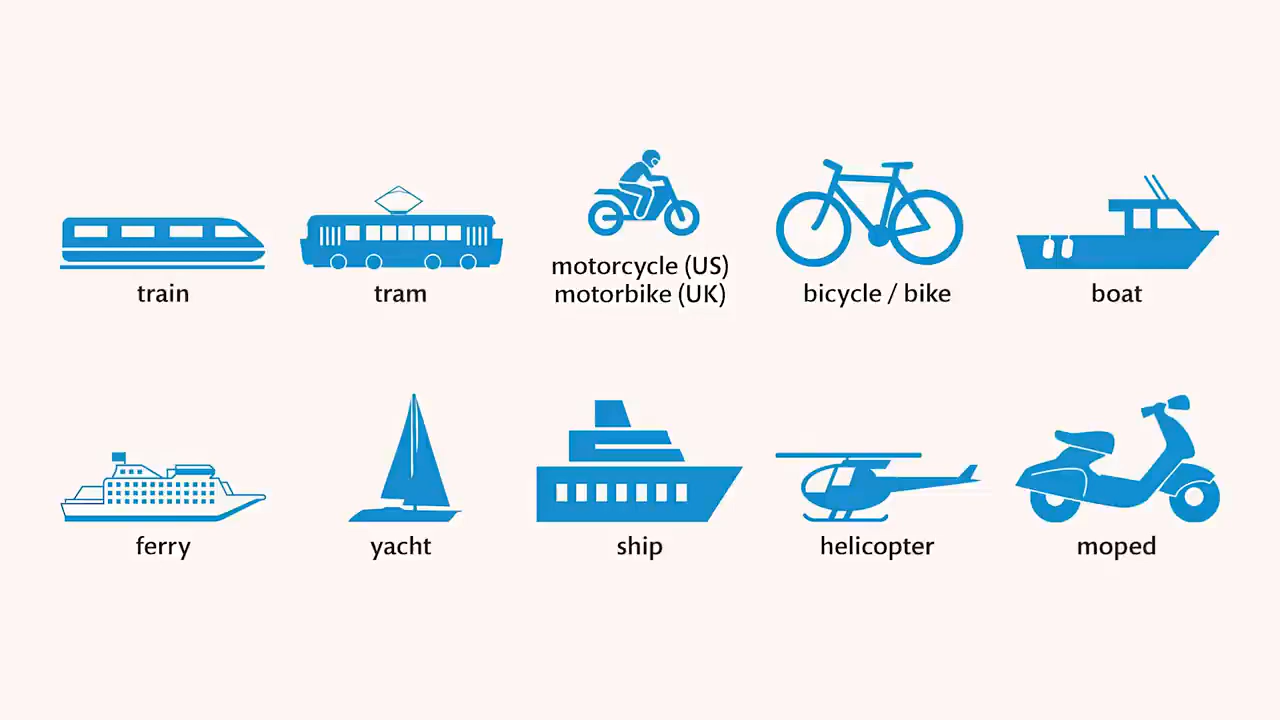 train
tram
motorcycle (US)
motorbike (UK)
bicycle / bike
boat
ferry
yacht
ship
helicopter
moped